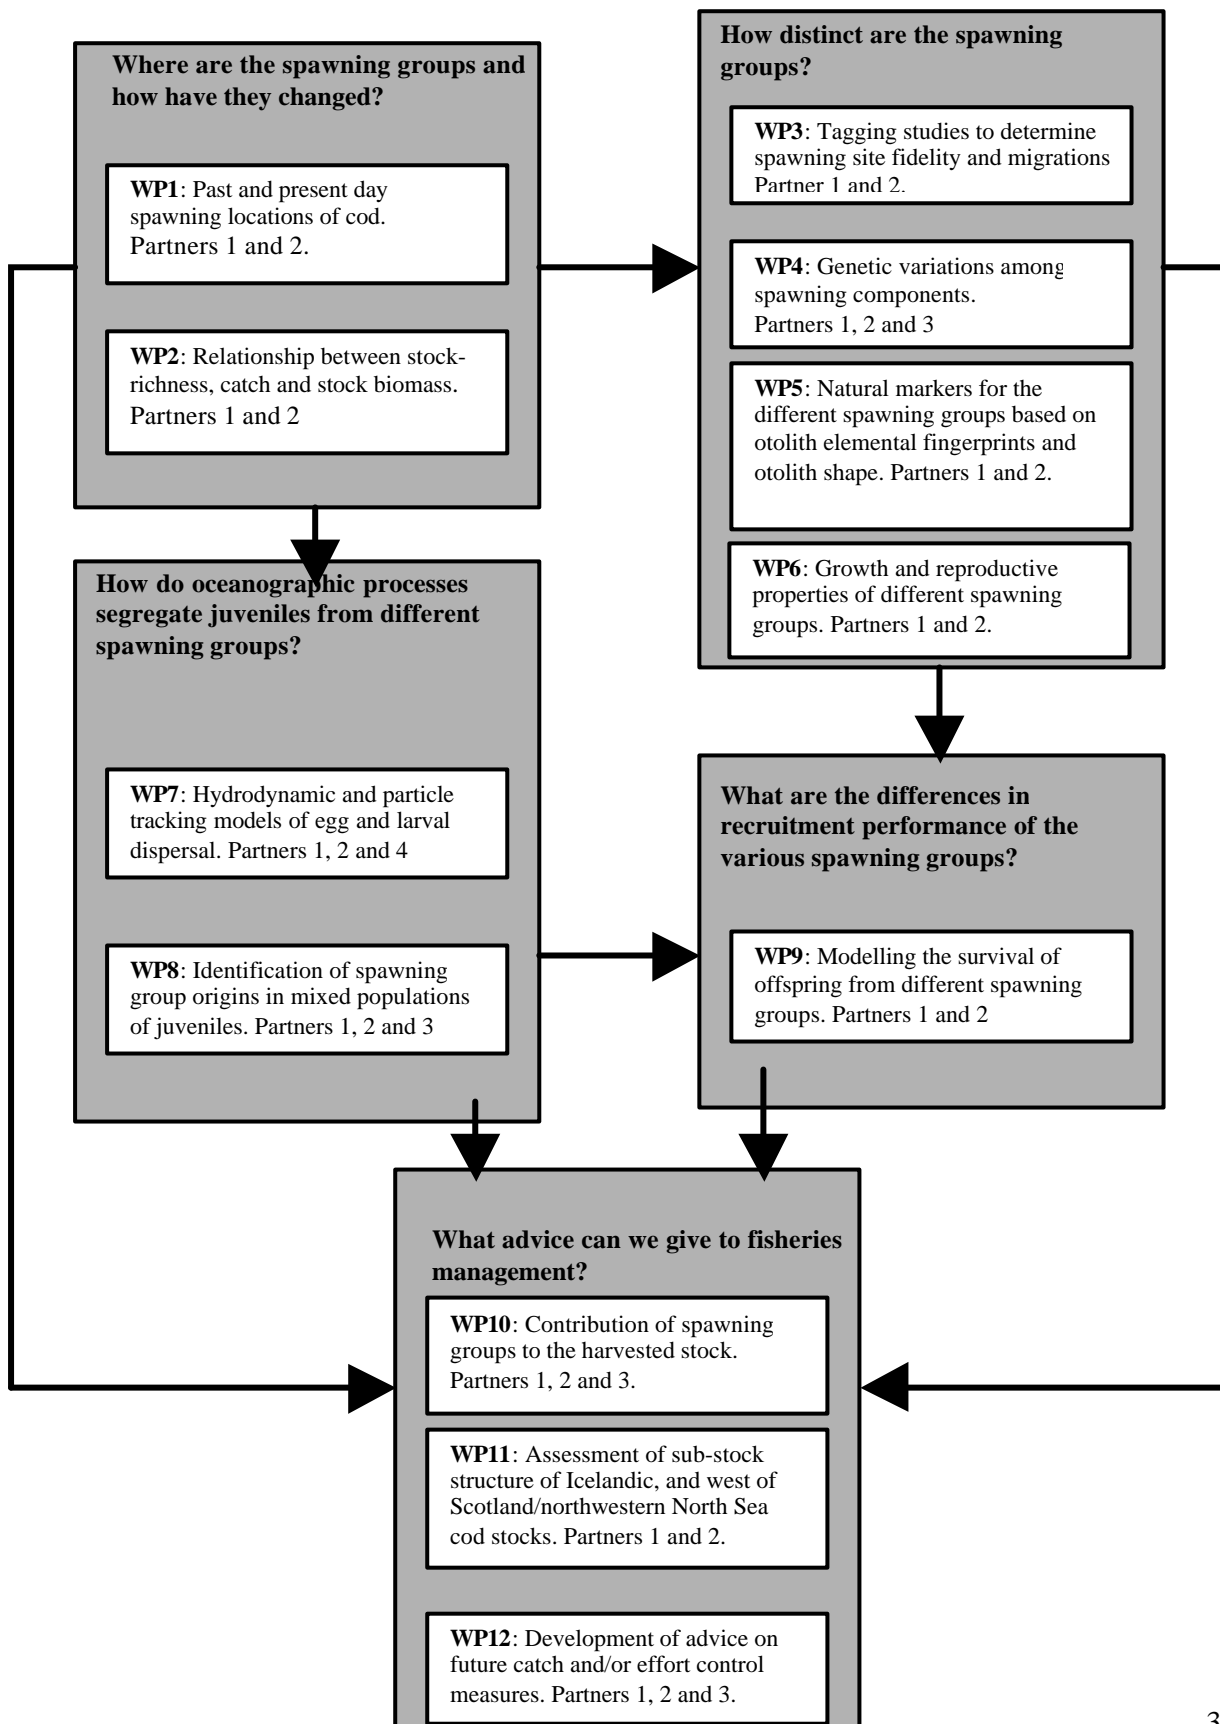 Where are the spawning groups and
how have they changed?
WP1: Past and present day
spawning locations of cod.
Partners 1 and 2.
WP2: Relationship between stock-
richness, catch and stock biomass.
Partners 1 and 2
How distinct are the spawning
groups?
WP3: Tagging studies to determine
spawning site fidelity and migrations
Partner 1 and 2.
WP4: Genetic variations among
spawning components.
Partners 1, 2 and 3
WP5: Natural markers for the
different spawning groups based on
otolith elemental fingerprints and
otolith shape. Partners 1 and 2.
WP6: Growth and reproductive
properties of different spawning
groups. Partners 1 and 2.
How do oceanographic processes
segregate juveniles from different
spawning groups?
WP7: Hydrodynamic and particle
tracking models of egg and larval
dispersal. Partners 1, 2 and 4
WP8: Identification of spawning
group origins in mixed populations
of juveniles. Partners 1, 2 and 3
What are the differences in
recruitment performance of the
various spawning groups?
WP9: Modelling the survival of
offspring from different spawning
groups. Partners 1 and 2
What advice can we give to fisheries
management?
WP10: Contribution of spawning
groups to the harvested stock.
Partners 1, 2 and 3.
WP11: Assessment of sub-stock
structure of Icelandic, and west of
Scotland/northwestern North Sea
cod stocks. Partners 1 and 2.
WP12: Development of advice on
future catch and/or effort control
measures. Partners 1, 2 and 3.
3